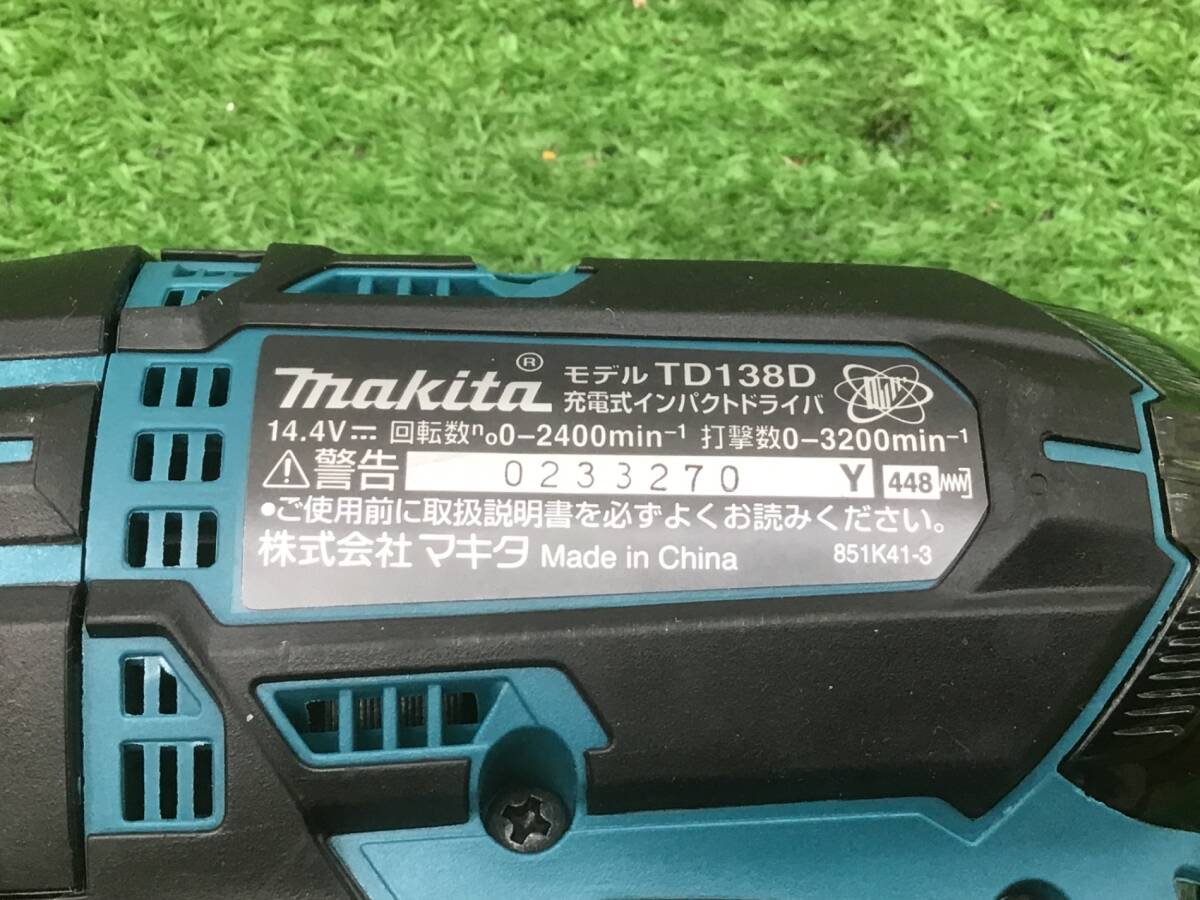 makita® モデル TD138D
充電式インパクトドライバ
14.4V⎓ 回転数n₀0-2400min⁻¹ 打撃数0-3200min⁻¹
⚠警告 0233270 Y 448
●ご使用前に取扱説明書を必ずよくお読みください。
株式会社 マキタ Made in China 851K41-3